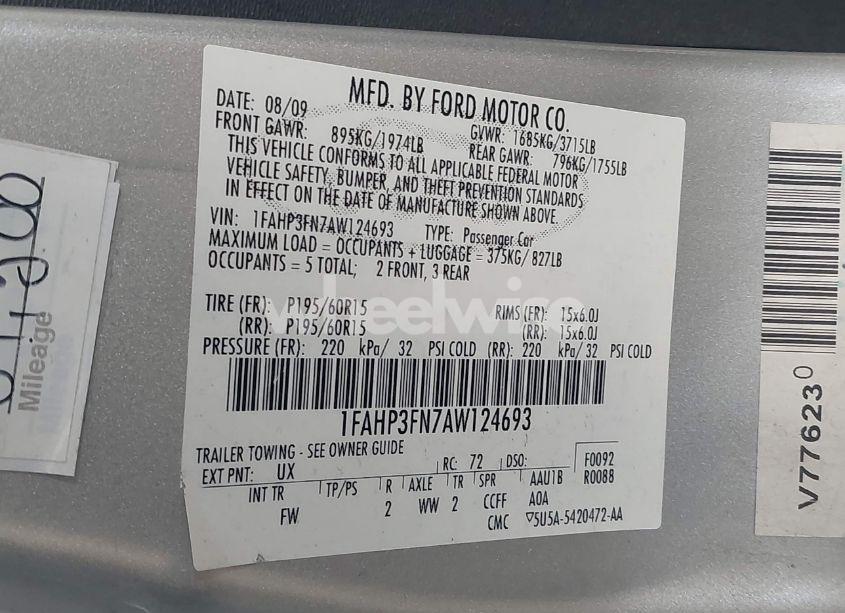 MFD. BY FORD MOTOR CO.
DATE: 08/09 GVWR: 1685KG/3715LB
FRONT GAWR: 895KG/1974LB REAR GAWR: 796KG/1755LB
THIS VEHICLE CONFORMS TO ALL APPLICABLE FEDERAL MOTOR
VEHICLE SAFETY, BUMPER, AND THEFT PREVENTION STANDARDS
IN EFFECT ON THE DATE OF MANUFACTURE SHOWN ABOVE.
VIN: 1FAHP3FN7AW124693 TYPE: Passenger Car
MAXIMUM LOAD = OCCUPANTS + LUGGAGE = 375KG/ 827LB
OCCUPANTS = 5 TOTAL; 2 FRONT, 3 REAR
TIRE (FR): P195/60R15 RIMS (FR): 15x6.0J
(RR): P195/60R15 (RR): 15x6.0J
PRESSURE (FR): 220 kPa/ 32 PSI COLD (RR): 220 kPa/ 32 PSI COLD
1FAHP3FN7AW124693
TRAILER TOWING - SEE OWNER GUIDE
EXT PNT: UX RC: 72 DSO: F0092
R0088
INT TR TP/PS R AXLE TR SPR AAU1B
FW 2 WW 2 CCFF A0A
CMC ▽5U5A-5420472-AA
Mileage
V776230
wheelwise